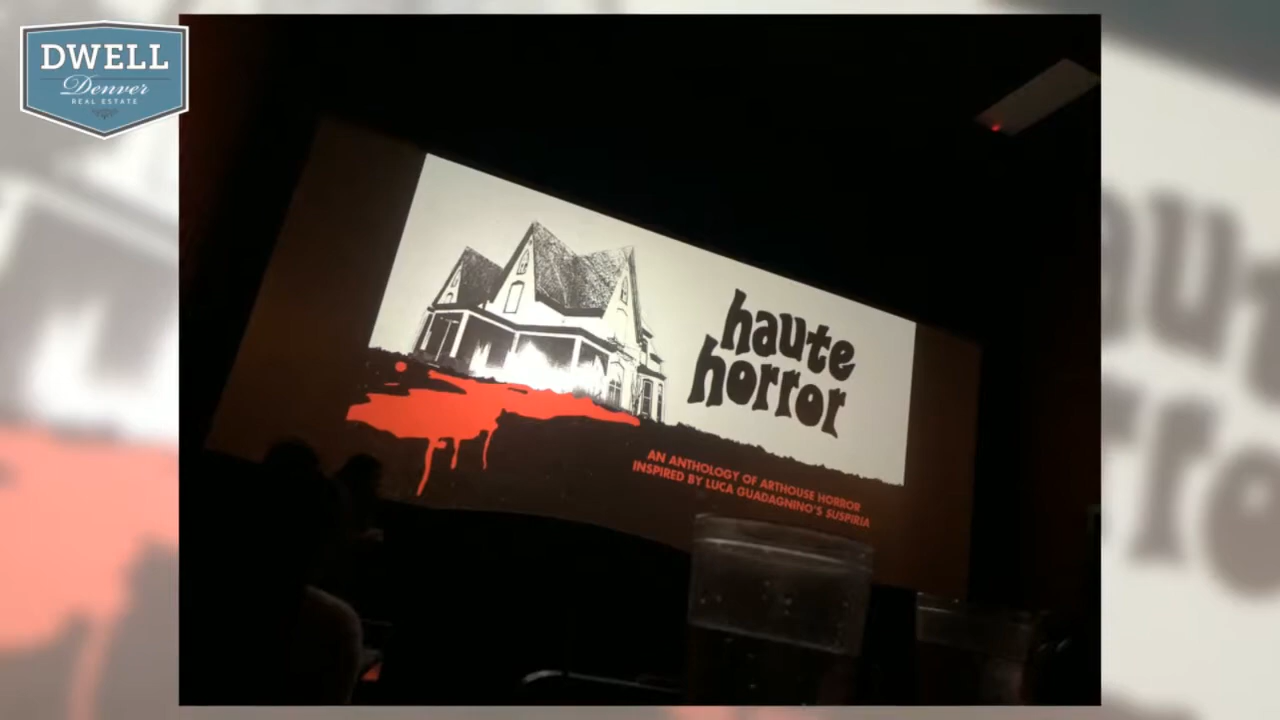 DWELL
Denver
REAL ESTATE
haute
horror
AN ANTHOLOGY OF ARTHOUSE HORROR
INSPIRED BY LUCA GUADAGNINO'S SUSPIRIA